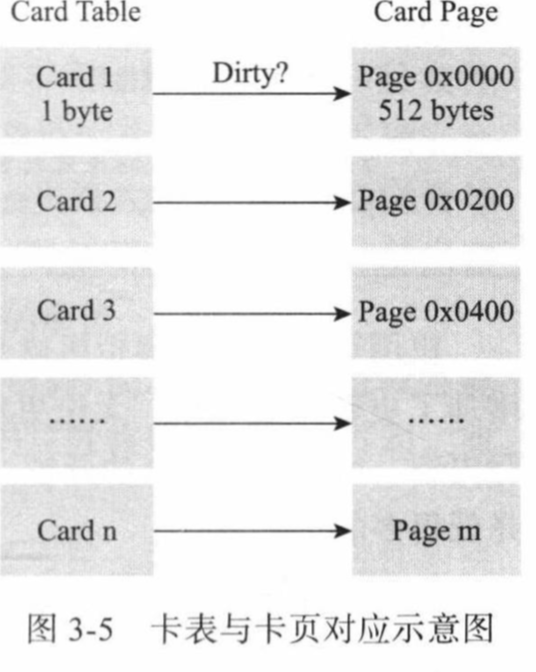 Card Table Card Page
Card 1 Dirty? Page 0x0000
1 byte 512 bytes
Card 2 Page 0x0200
Card 3 Page 0x0400
…… ……
Card n Page m
图 3-5 卡表与卡页对应示意图